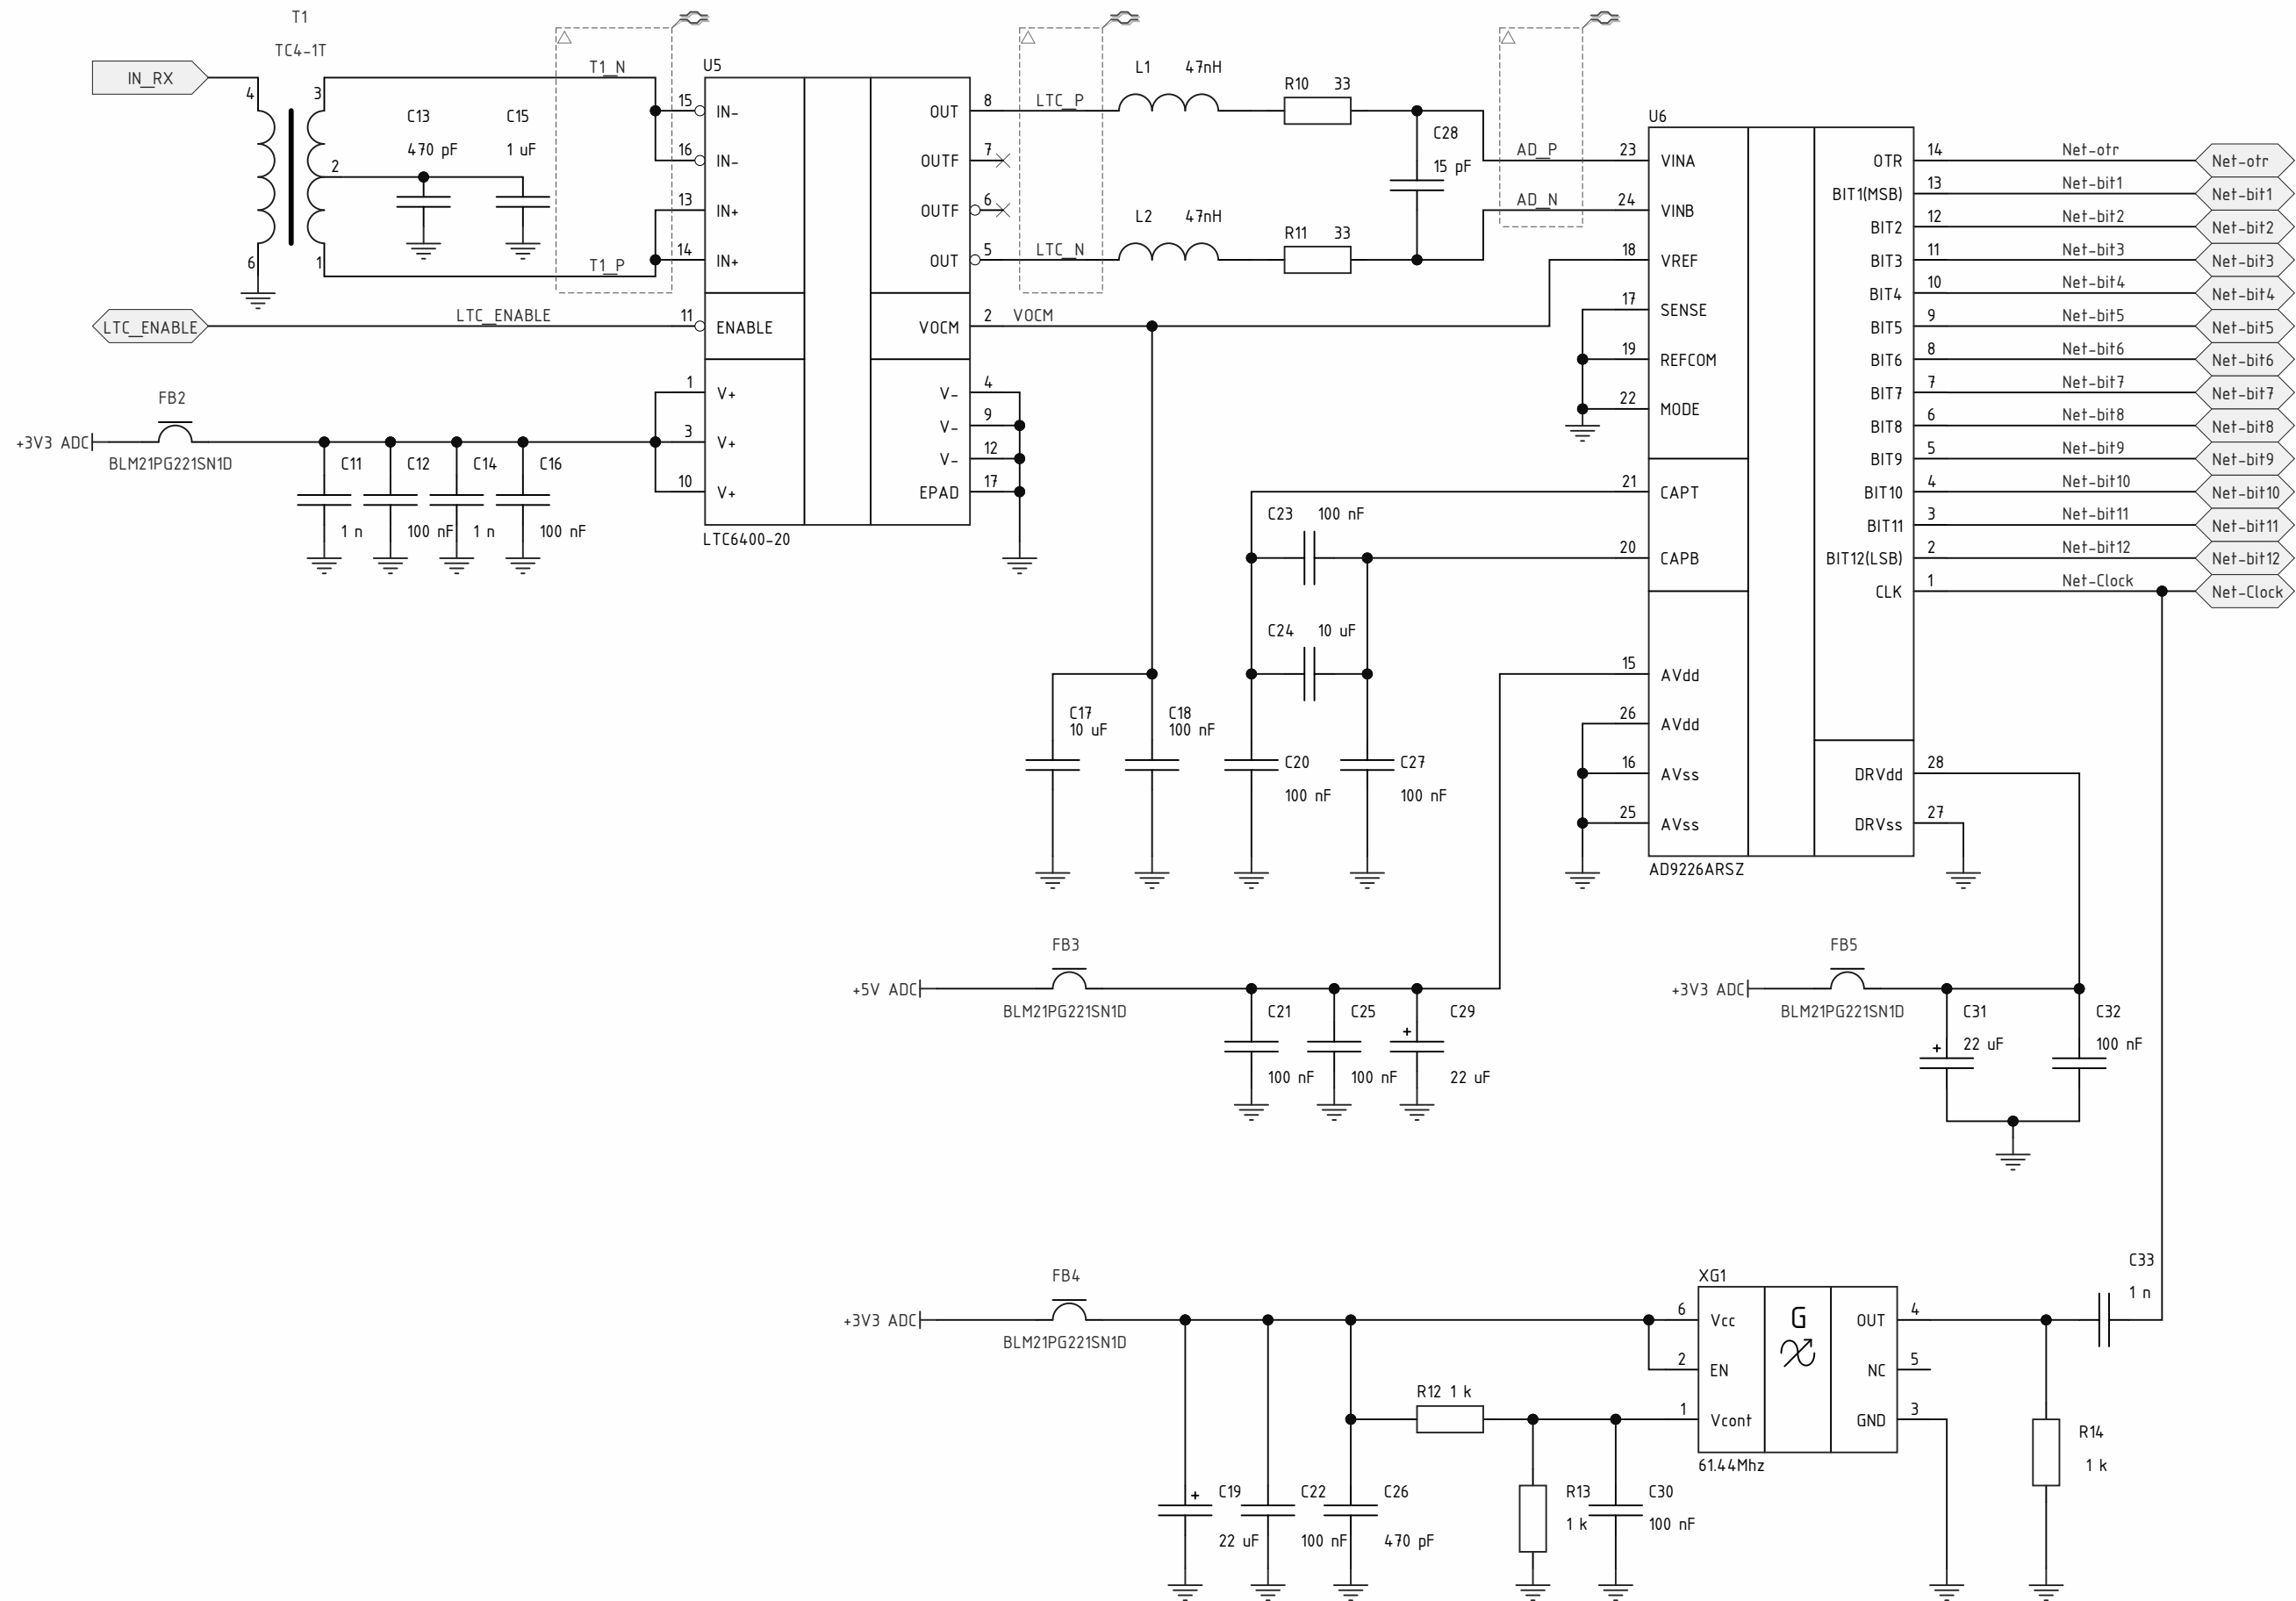 T1
TC4-1T
IN_RX
4
3
2
6
1
C13
470 pF
C15
1 uF
T1_N
T1_P
LTC_ENABLE
LTC_ENABLE
FB2
+3V3 ADC
BLM21PG221SN1D
C11
1 n
C12
100 nF
C14
1 n
C16
100 nF
U5
15 IN-
16 IN-
13 IN+
14 IN+
11 ENABLE
1 V+
3 V+
10 V+
OUT 8
OUTF 7
OUTF 6
OUT 5
VOCM 2
V- 4
V- 9
V- 12
EPAD 17
LTC6400-20
LTC_P
LTC_N
VOCM
L1 47nH
R10 33
L2 47nH
R11 33
C28
15 pF
AD_P
AD_N
U6
23 VINA
24 VINB
18 VREF
17 SENSE
19 REFCOM
22 MODE
21 CAPT
20 CAPB
15 AVdd
26 AVdd
16 AVss
25 AVss
OTR 14 Net-otr Net-otr
BIT1(MSB) 13 Net-bit1 Net-bit1
BIT2 12 Net-bit2 Net-bit2
BIT3 11 Net-bit3 Net-bit3
BIT4 10 Net-bit4 Net-bit4
BIT5 9 Net-bit5 Net-bit5
BIT6 8 Net-bit6 Net-bit6
BIT7 7 Net-bit7 Net-bit7
BIT8 6 Net-bit8 Net-bit8
BIT9 5 Net-bit9 Net-bit9
BIT10 4 Net-bit10 Net-bit10
BIT11 3 Net-bit11 Net-bit11
BIT12(LSB) 2 Net-bit12 Net-bit12
CLK 1 Net-Clock Net-Clock
DRVdd 28
DRVss 27
AD9226ARSZ
C23 100 nF
C24 10 uF
C17
10 uF
C18
100 nF
C20
100 nF
C27
100 nF
FB3
+5V ADC
BLM21PG221SN1D
C21
100 nF
C25
100 nF
C29
+
22 uF
FB5
+3V3 ADC
BLM21PG221SN1D
C31
+
22 uF
C32
100 nF
FB4
+3V3 ADC
BLM21PG221SN1D
+
C19
22 uF
C22
100 nF
C26
470 pF
R12 1 k
R13
1 k
C30
100 nF
XG1
6 Vcc
2 EN
1 Vcont
G
OUT 4
NC 5
GND 3
61.44Mhz
C33
1 n
R14
1 k